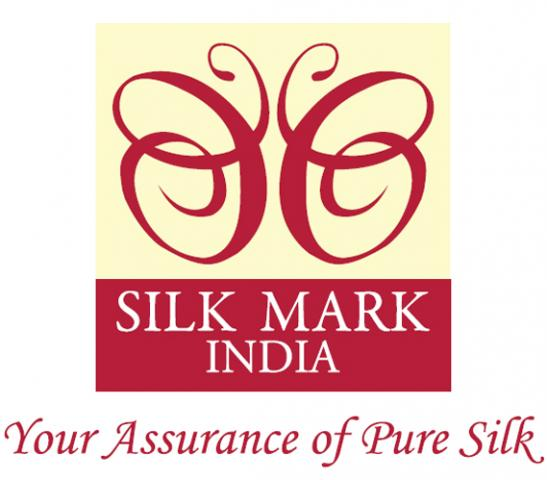 SILK MARK
INDIA
Your Assurance of Pure Silk